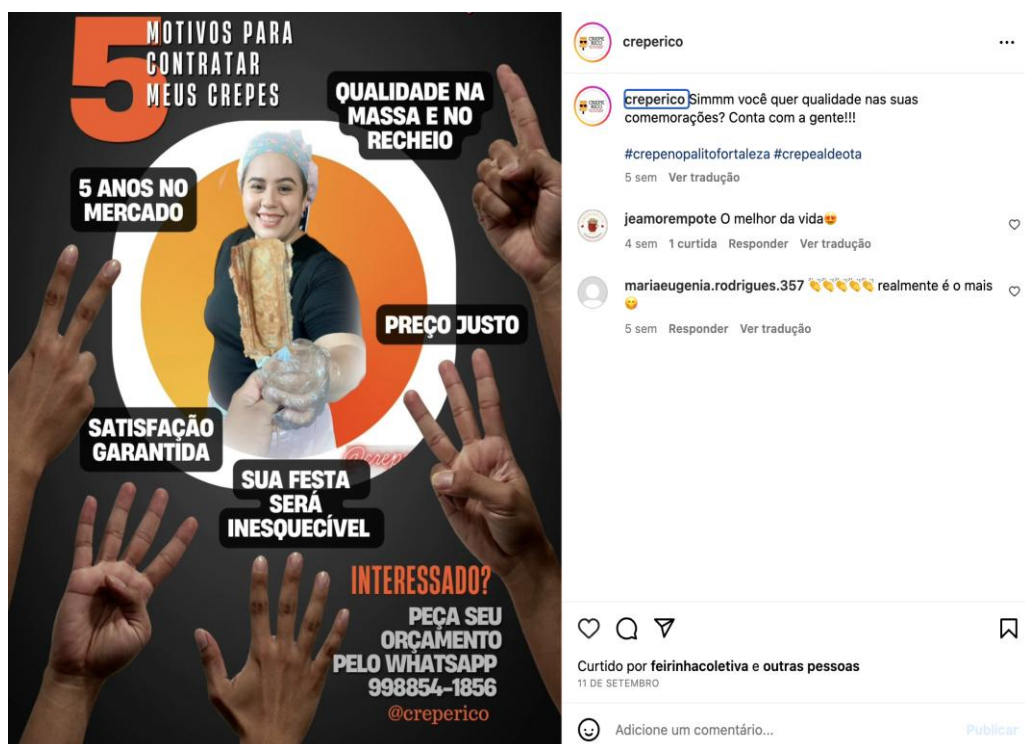 5
MOTIVOS PARA
CONTRATAR
MEUS CREPES
QUALIDADE NA
MASSA E NO
RECHEIO
5 ANOS NO
MERCADO
PREÇO JUSTO
SATISFAÇÃO
GARANTIDA
SUA FESTA
SERÁ
INESQUECÍVEL
INTERESSADO?
PEÇA SEU
ORÇAMENTO
PELO WHATSAPP
998854-1856
@creperico
creperico
creperico Simmm você quer qualidade nas suas
comemorações? Conta com a gente!!!
#crepenopalitofortaleza #crepealdeota
5 sem Ver tradução
jeamorempote O melhor da vida😍
4 sem 1 curtida Responder Ver tradução
mariaeugenia.rodrigues.357 👏👏👏👏👏 realmente é o mais
😋
5 sem Responder Ver tradução
Curtido por feirinhacoletiva e outras pessoas
11 DE SETEMBRO
Adicione um comentário...
Publicar